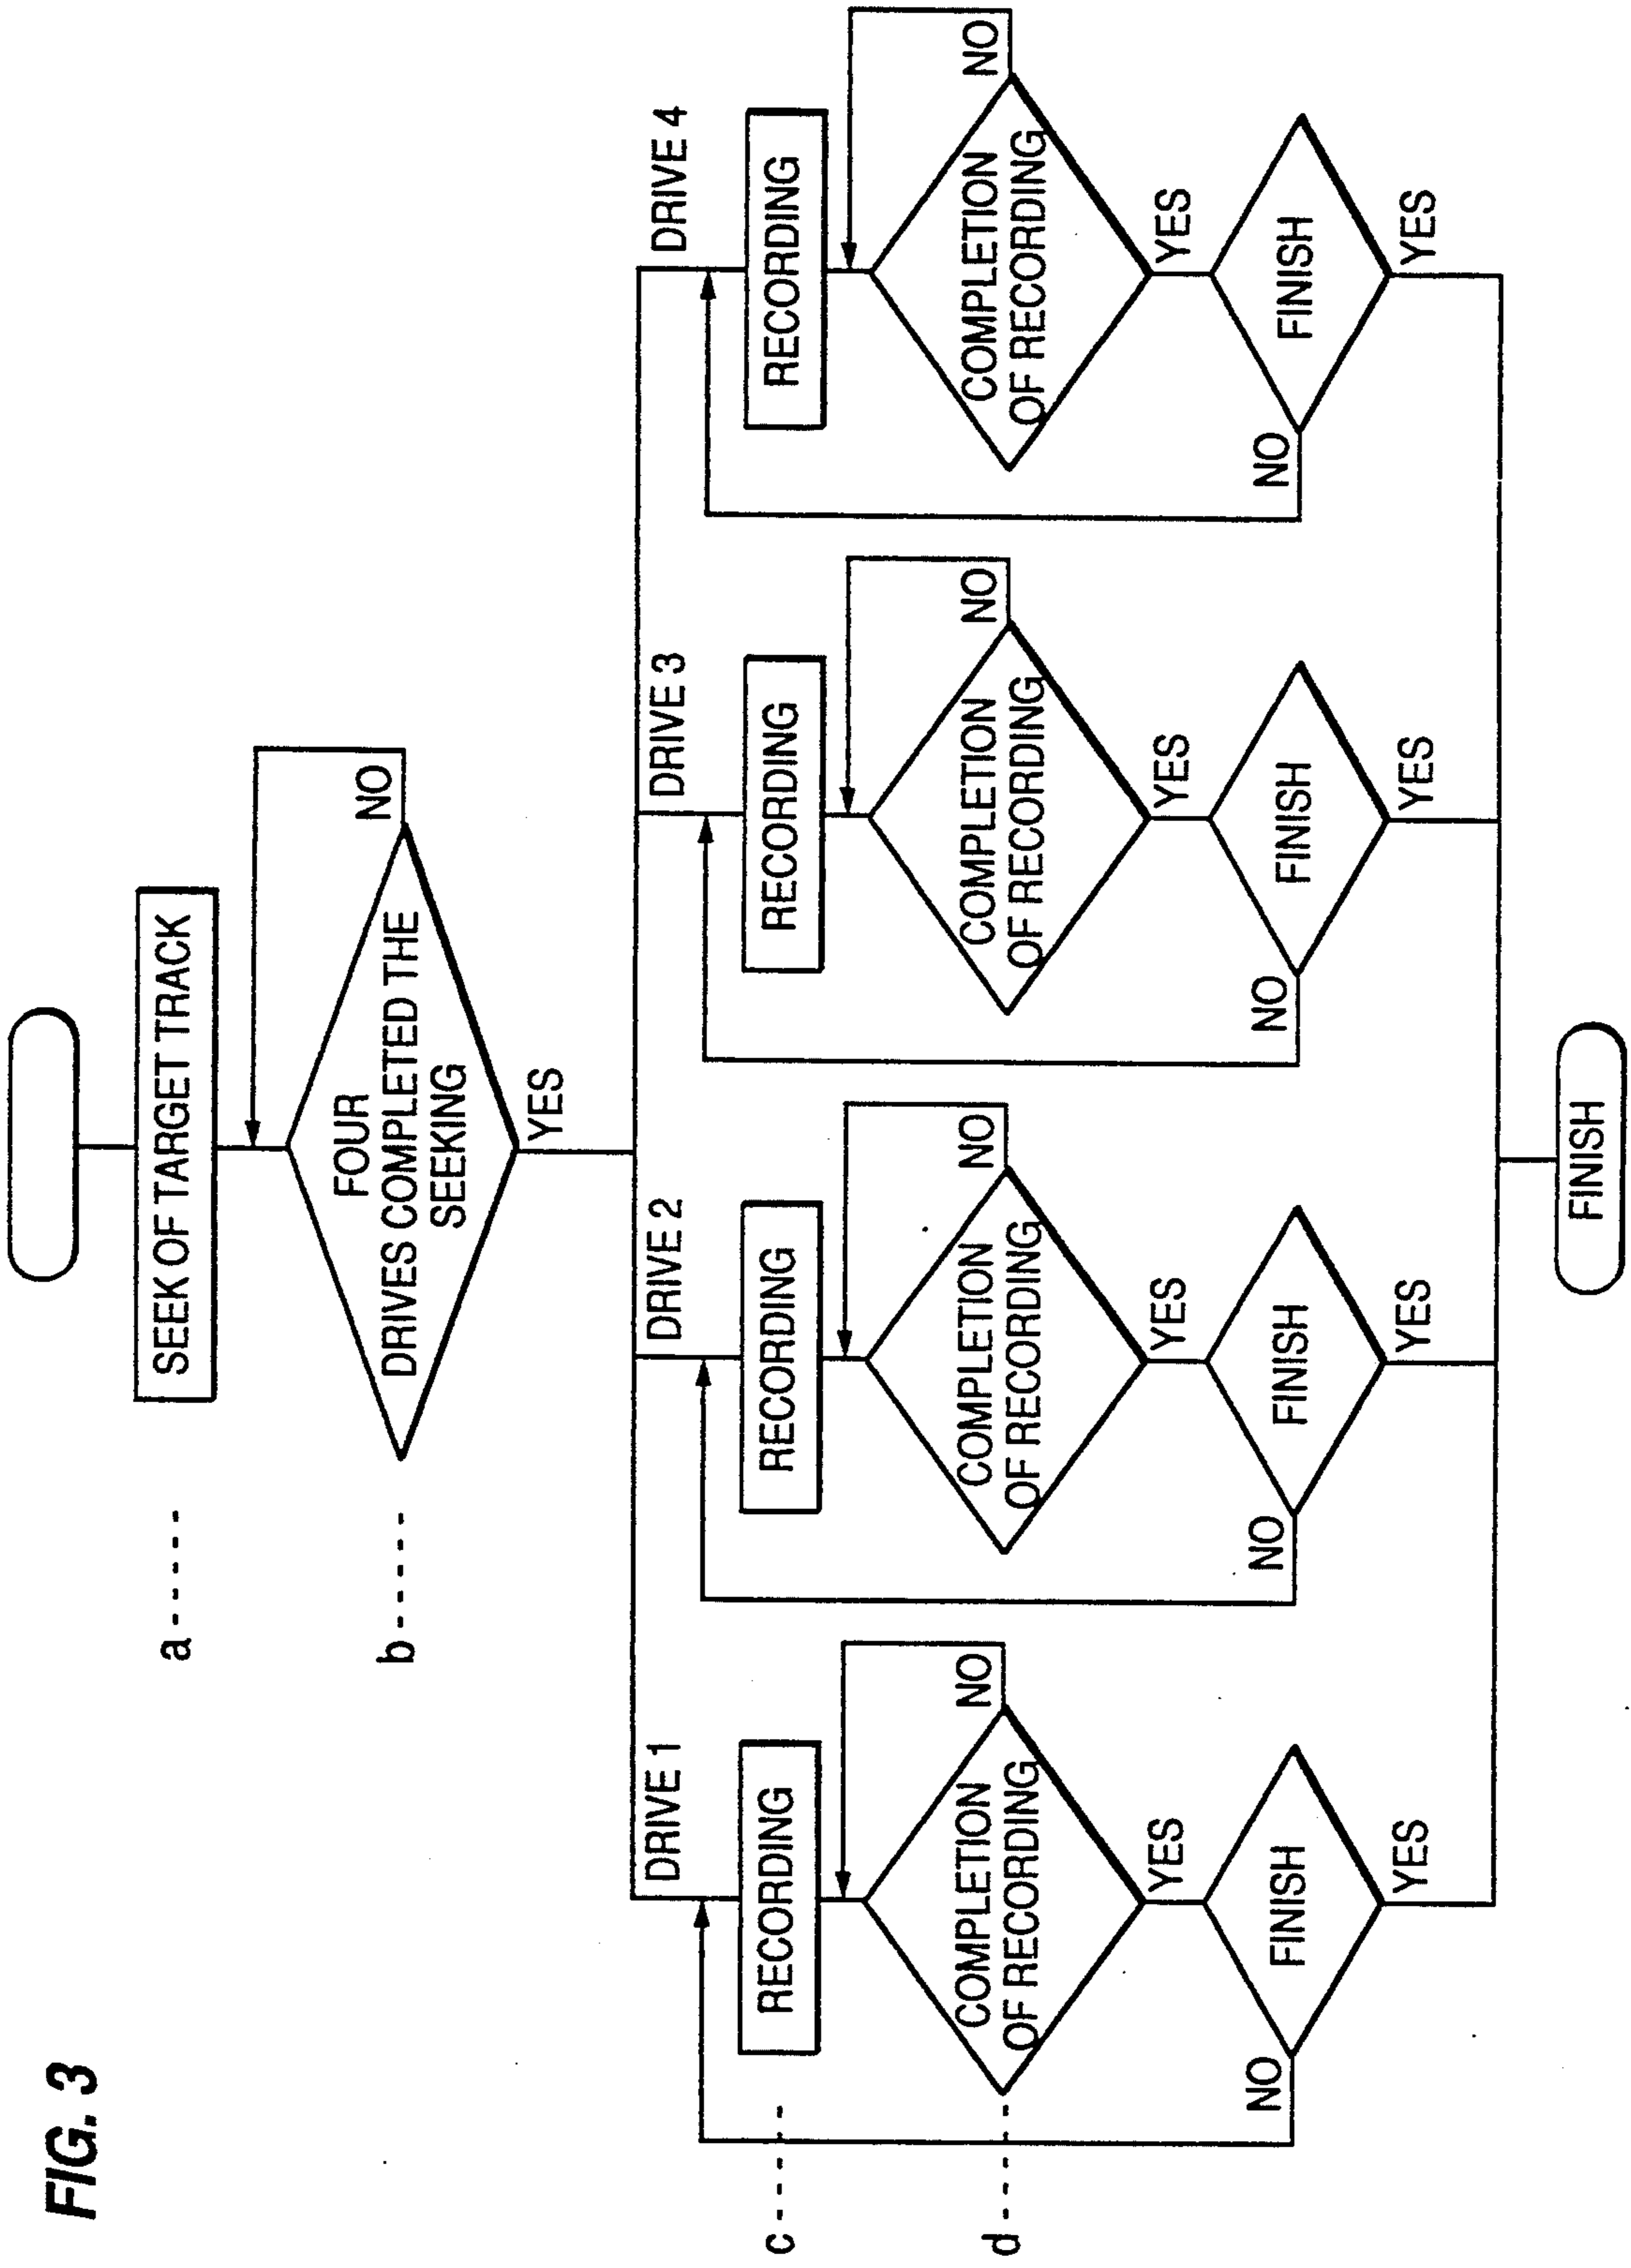 FIG. 3
a-----
SEEK OF TARGET TRACK
b-----
FOUR
DRIVES COMPLETED THE
SEEKING
NO
YES
DRIVE 1
DRIVE 2
DRIVE 3
DRIVE 4
c-----
RECORDING
RECORDING
RECORDING
RECORDING
d-----
COMPLETION
OF RECORDING
NO
COMPLETION
OF RECORDING
NO
COMPLETION
OF RECORDING
NO
COMPLETION
OF RECORDING
NO
YES
YES
YES
YES
NO
FINISH
NO
FINISH
NO
FINISH
NO
FINISH
YES
YES
YES
YES
FINISH